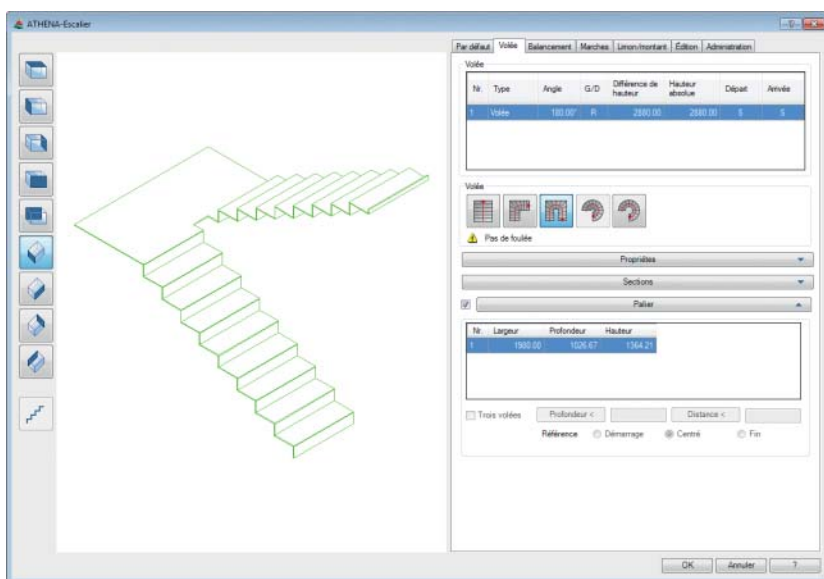 ATHENA-Escalier
Par défaut Volée Balancement Marches Limon/montant Édition Administration
Volée
Nr. Type Angle G/D Différence de hauteur Hauteur absolue Départ Arrivée
1 Volée 180.00° R 2880.00 2880.00 S S
Volée
Pas de foulée
Propriétes
Sections
Palier
Nr. Largeur Profondeur Hauteur
1 1980.00 1026.67 1364.21
Trois volées Profondeur < Distance <
Référence Démarrage Centré Fin
OK Annuler ?